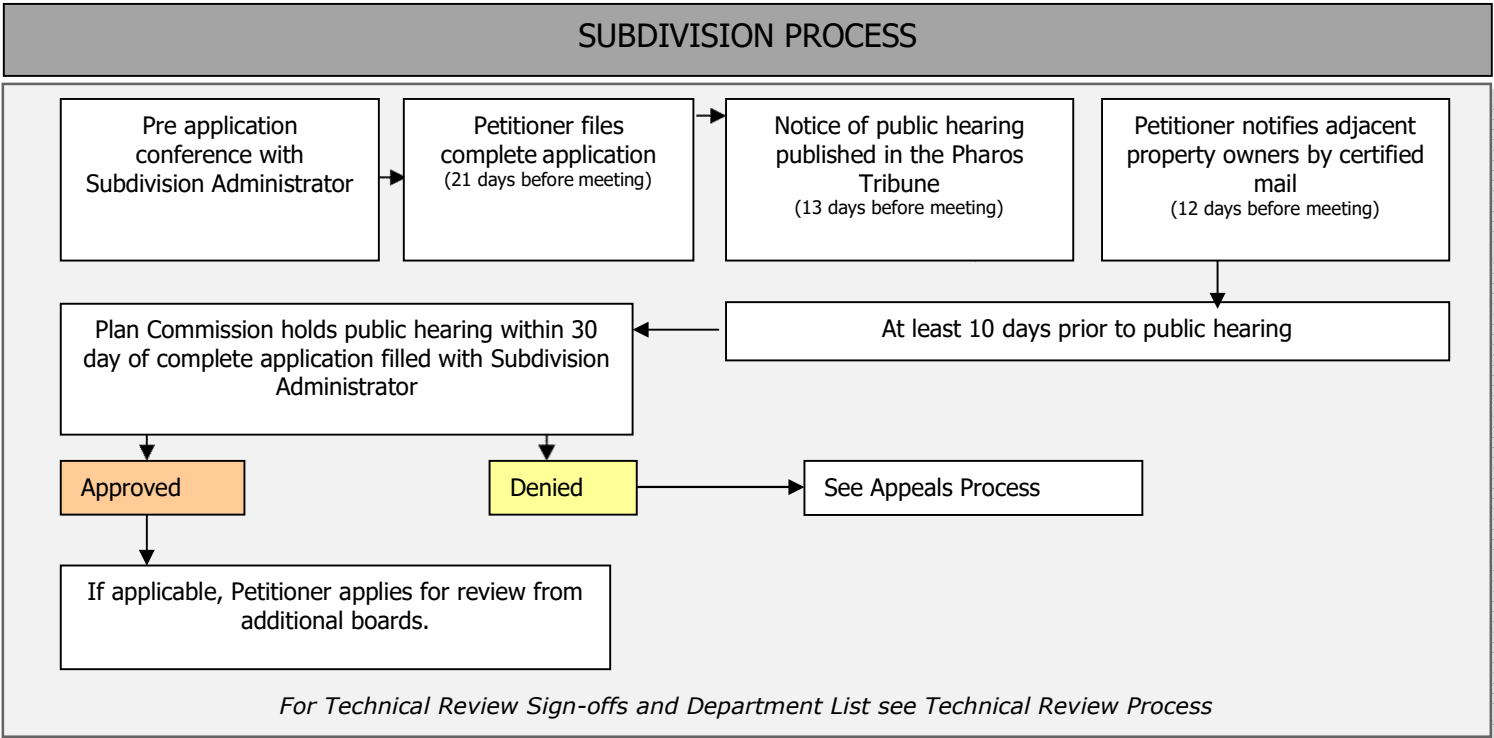 SUBDIVISION PROCESS
Pre application
conference with
Subdivision Administrator
Petitioner files
complete application
(21 days before meeting)
Notice of public hearing
published in the Pharos
Tribune
(13 days before meeting)
Petitioner notifies adjacent
property owners by certified
mail
(12 days before meeting)
At least 10 days prior to public hearing
Plan Commission holds public hearing within 30
day of complete application filled with Subdivision
Administrator
Approved
Denied
See Appeals Process
If applicable, Petitioner applies for review from
additional boards.
For Technical Review Sign-offs and Department List see Technical Review Process